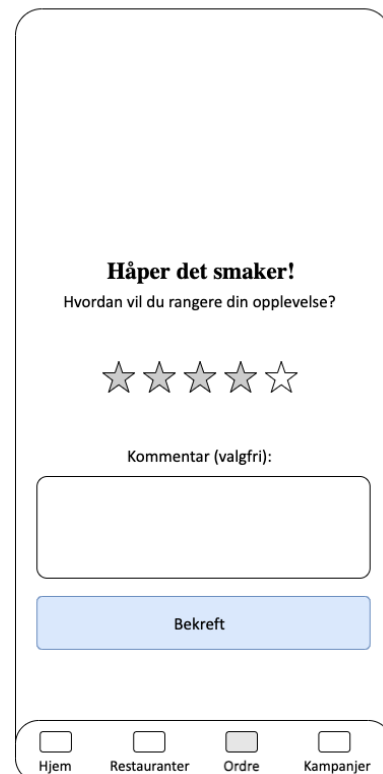 Håper det smaker!
Hvordan vil du rangere din opplevelse?
Kommentar (valgfri):
Bekreft
Hjem Restauranter Ordre Kampanjer